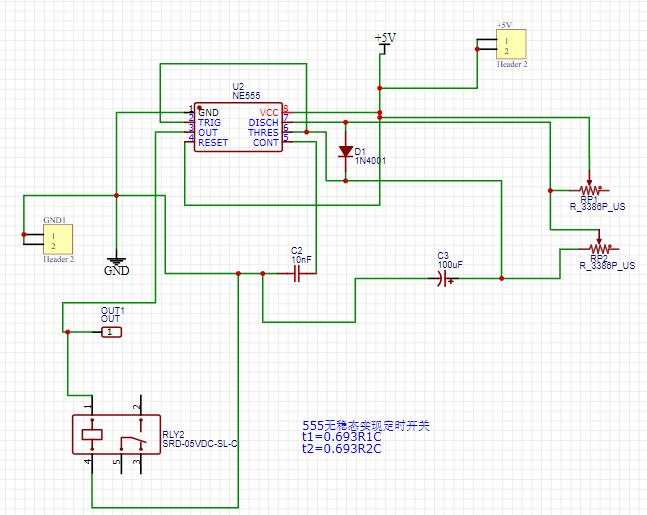 +5V
+5V
1
2
Header 2
U2
NE555
1 GND VCC 8
2 TRIG DISCH 7
3 OUT THRES 6
4 RESET CONT 5
D1
1N4001
RP1
R_3386P_US
GND1
1
2
Header 2
GND
C2
10nF
C3
100uF
RP2
R_3386P_US
OUT1
OUT
1
1
2
RLY2
SRD-05VDC-SL-C
4
5
3
555无稳态实现定时开关
t1=0.693R1C
t2=0.693R2C